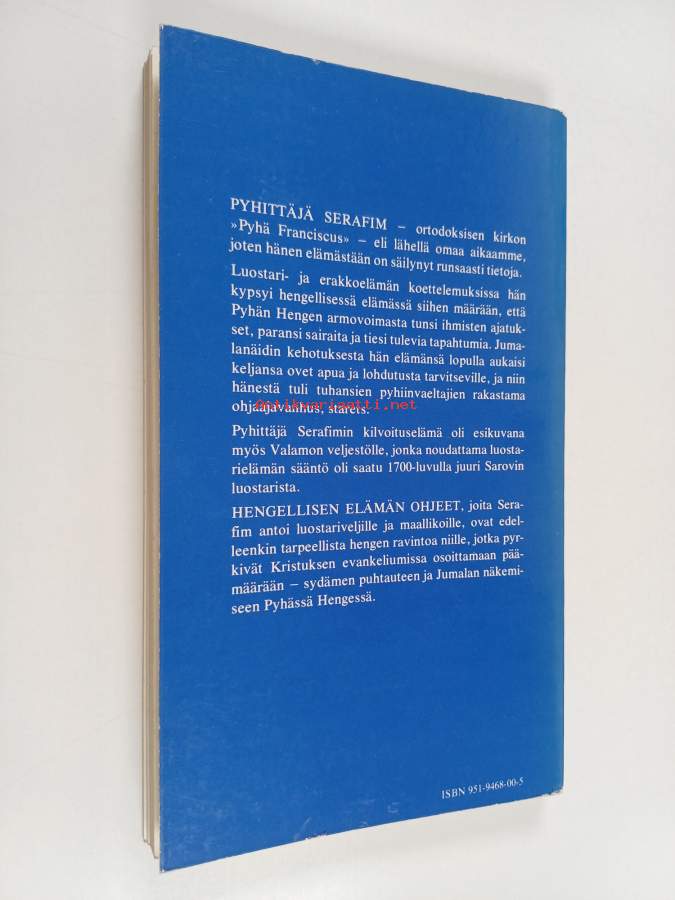 PYHITTÄJÄ SERAFIM – ortodoksisen kirkon
»Pyhä Franciscus» – eli lähellä omaa aikaamme,
joten hänen elämästään on säilynyt runsaasti tietoja.
Luostari- ja erakkoelämän koettelemuksissa hän
kypsyi hengellisessä elämässä siihen määrään, että
Pyhän Hengen armovoimasta tunsi ihmisten ajatuk-
set, paransi sairaita ja tiesi tulevia tapahtumia. Juma-
lanäidin kehotuksesta hän elämänsä lopulla aukaisi
keljansa ovet apua ja lohdutusta tarvitseville, ja niin
hänestä tuli tuhansien pyhiinvaeltajien rakastama
Antikvariaatti.net
ohjaajavanhus, starets.
Pyhittäjä Serafimin kilvoituselämä oli esikuvana
myös Valamon veljestölle, jonka noudattama luosta-
rielämän sääntö oli saatu 1700-luvulla juuri Sarovin
luostarista.
HENGELLISEN ELÄMÄN OHJEET, joita Sera-
fim antoi luostariveljille ja maallikoille, ovat edel-
leenkin tarpeellista hengen ravintoa niille, jotka pyr-
kivät Kristuksen evankeliumissa osoittamaan pää-
määrään – sydämen puhtauteen ja Jumalan näkemi-
seen Pyhässä Hengessä.
ISBN 951-9468-00-5